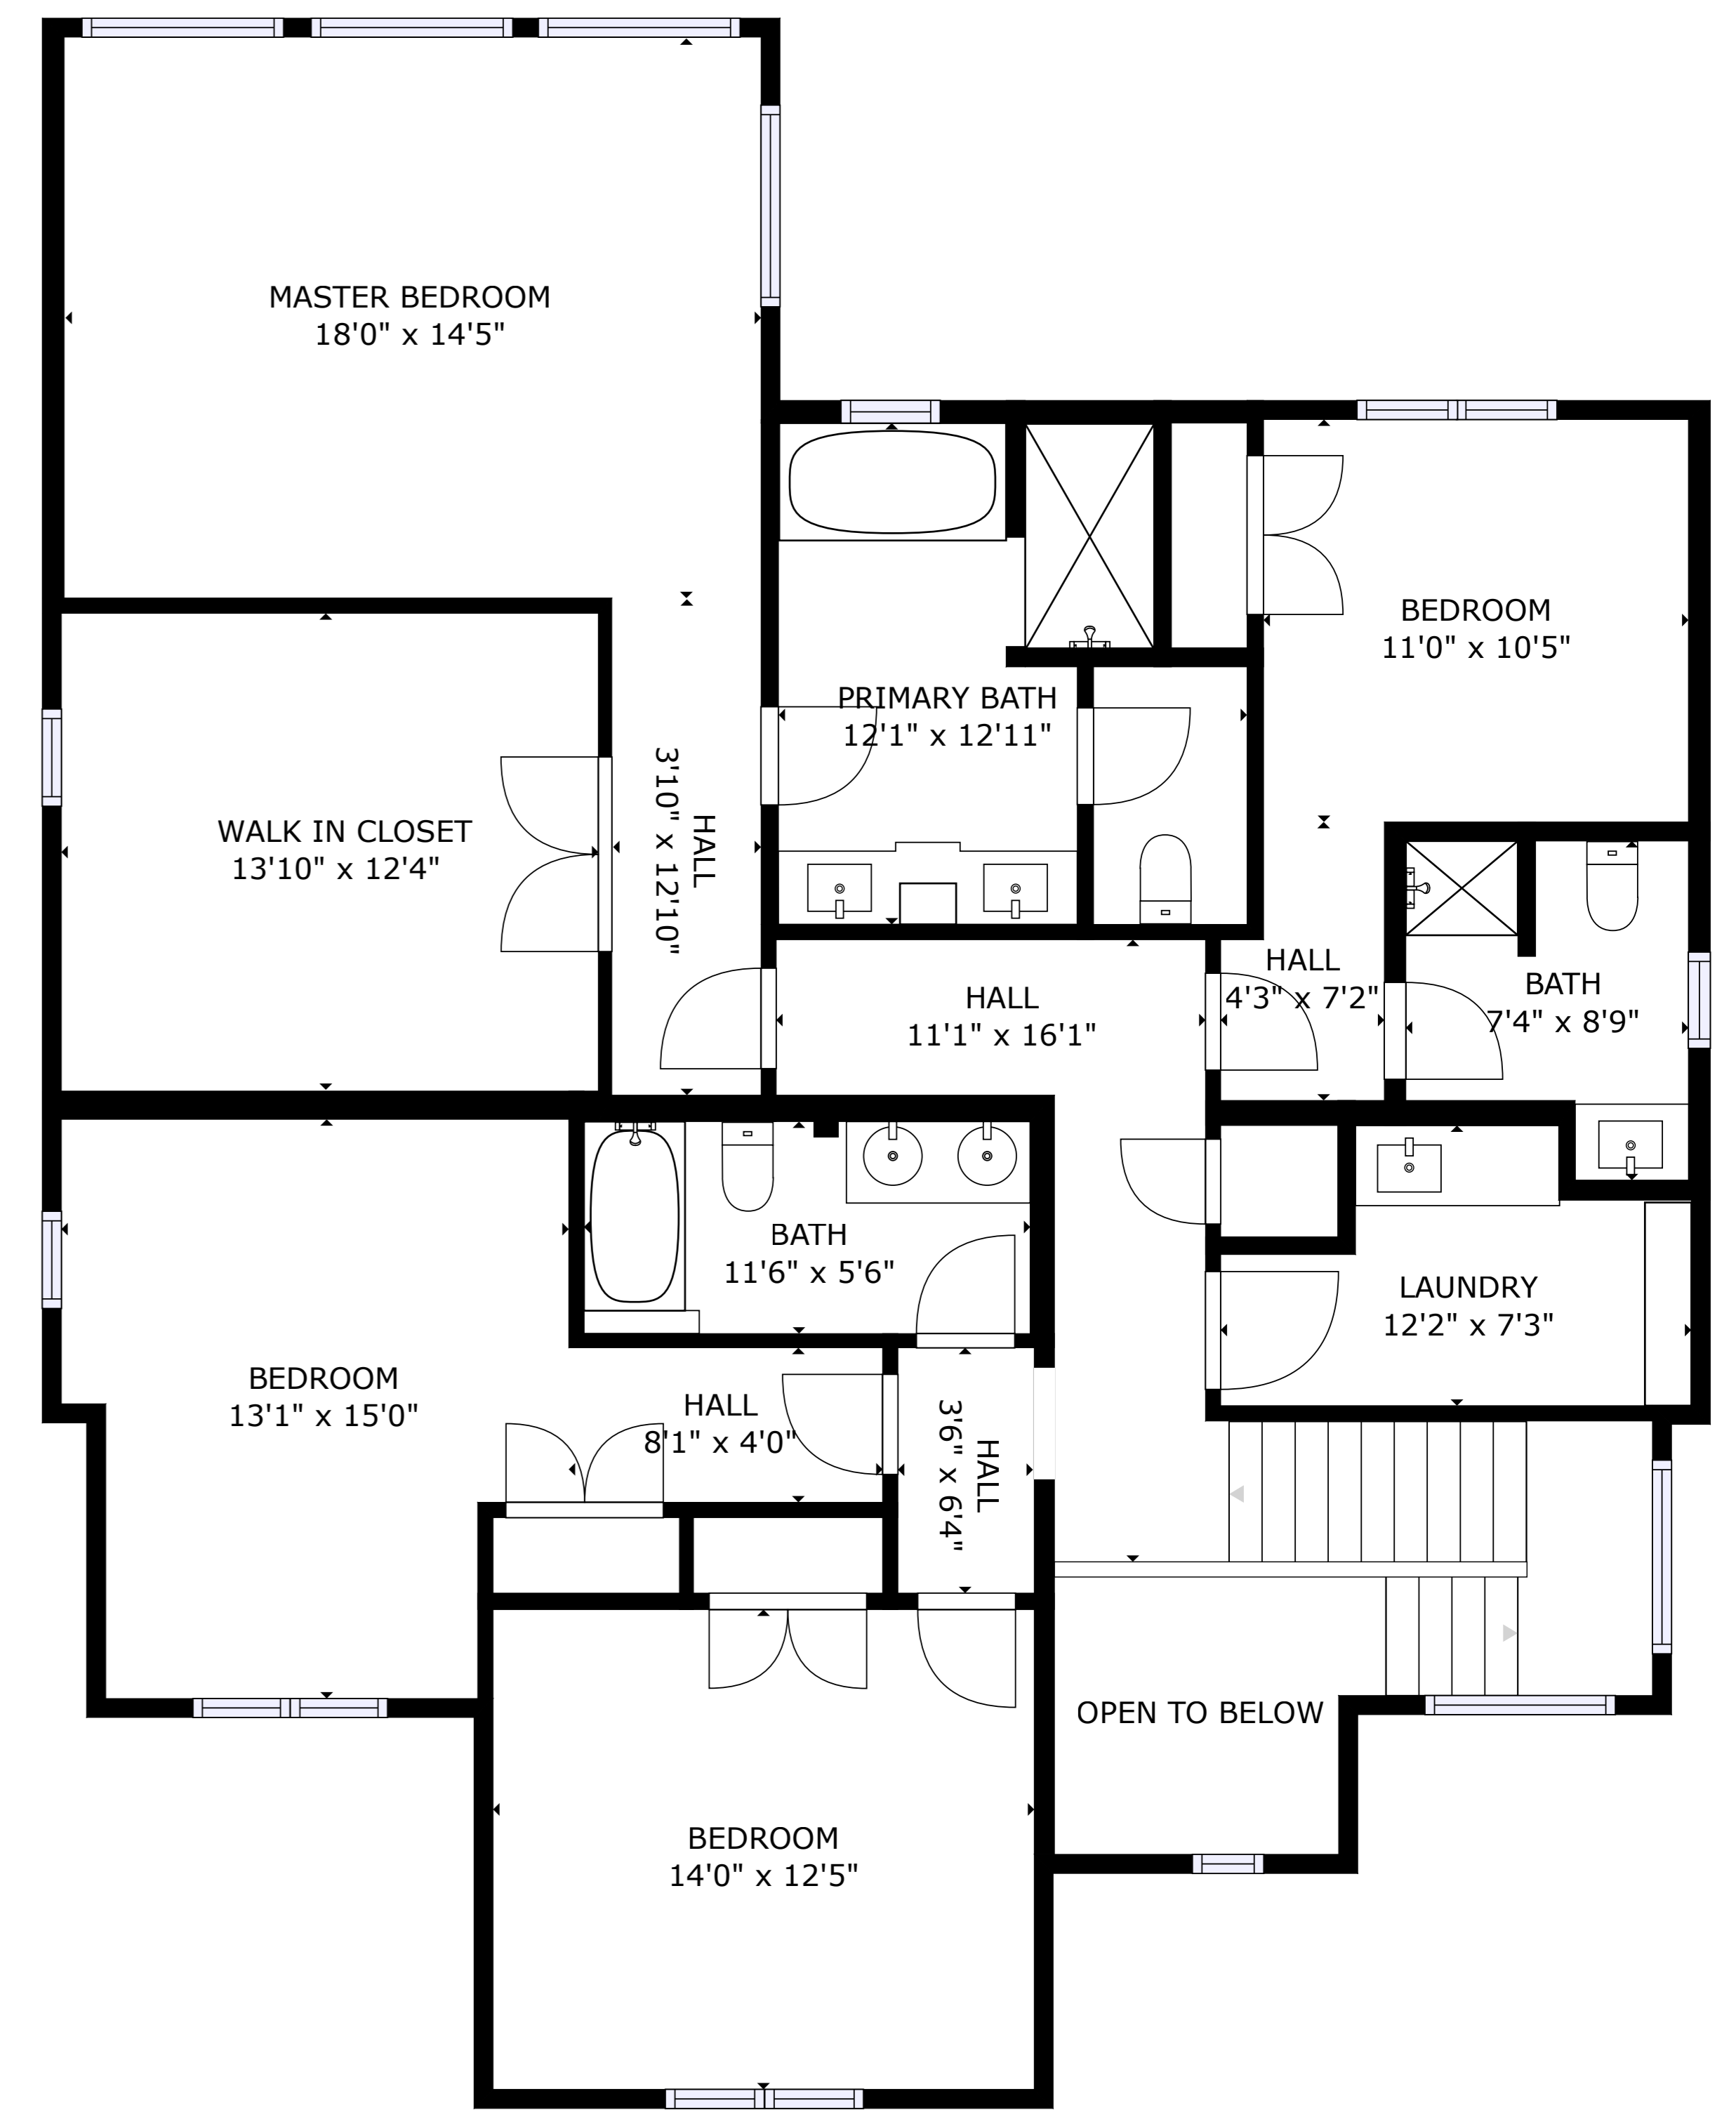 MASTER BEDROOM
18'0" x 14'5"
BEDROOM
11'0" x 10'5"
PRIMARY BATH
12'1" x 12'11"
WALK IN CLOSET
13'10" x 12'4"
HALL
3'10" x 12'10"
HALL
11'1" x 16'1"
HALL
4'3" x 7'2"
BATH
7'4" x 8'9"
BATH
11'6" x 5'6"
LAUNDRY
12'2" x 7'3"
BEDROOM
13'1" x 15'0"
HALL
8'1" x 4'0"
HALL
3'6" x 6'4"
OPEN TO BELOW
BEDROOM
14'0" x 12'5"